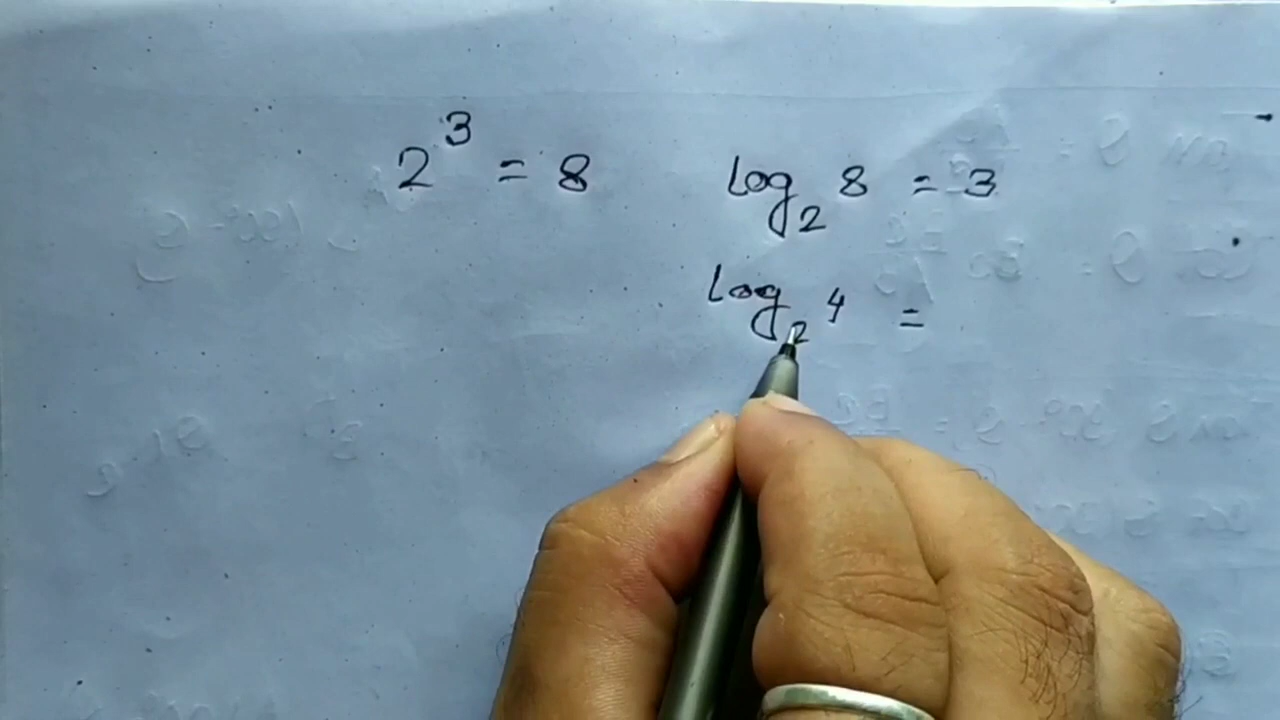 2³ = 8 log₂ 8 = 3
log₂ 4 =